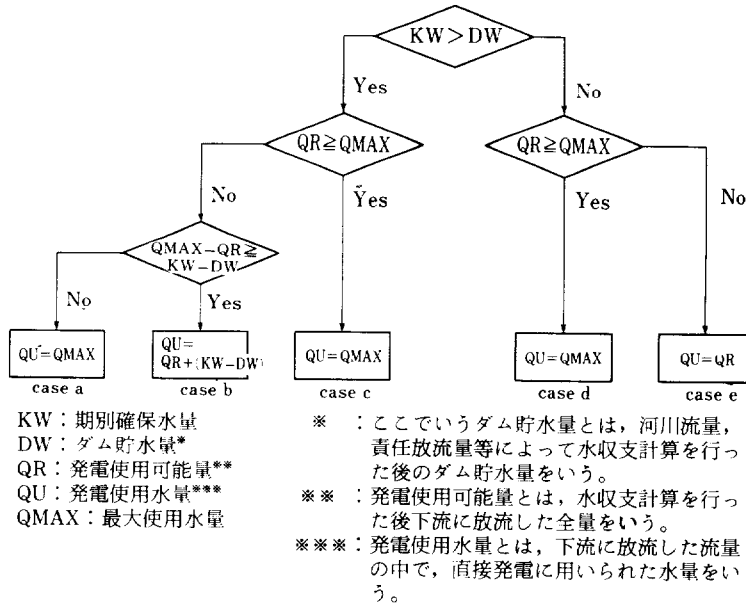 KW>DW
Yes
No
QR≧QMAX
QR≧QMAX
No
Yes
Yes
No
QMAX-QR≧
KW-DW
No
Yes
QU=QMAX
QU=
QR+(KW-DW)
QU=QMAX
QU=QMAX
QU=QR
case a
case b
case c
case d
case e
KW：期別確保水量
DW：ダム貯水量*
QR：発電使用可能量**
QU：発電使用水量***
QMAX：最大使用水量
※　：ここでいうダム貯水量とは，河川流量，
責任放流量等によって水収支計算を行っ
た後のダム貯水量をいう。
※※：発電使用可能量とは，水収支計算を行っ
た後下流に放流した全量をいう。
※※※：発電使用水量とは，下流に放流した流量
の中で，直接発電に用いられた水量をい
う。